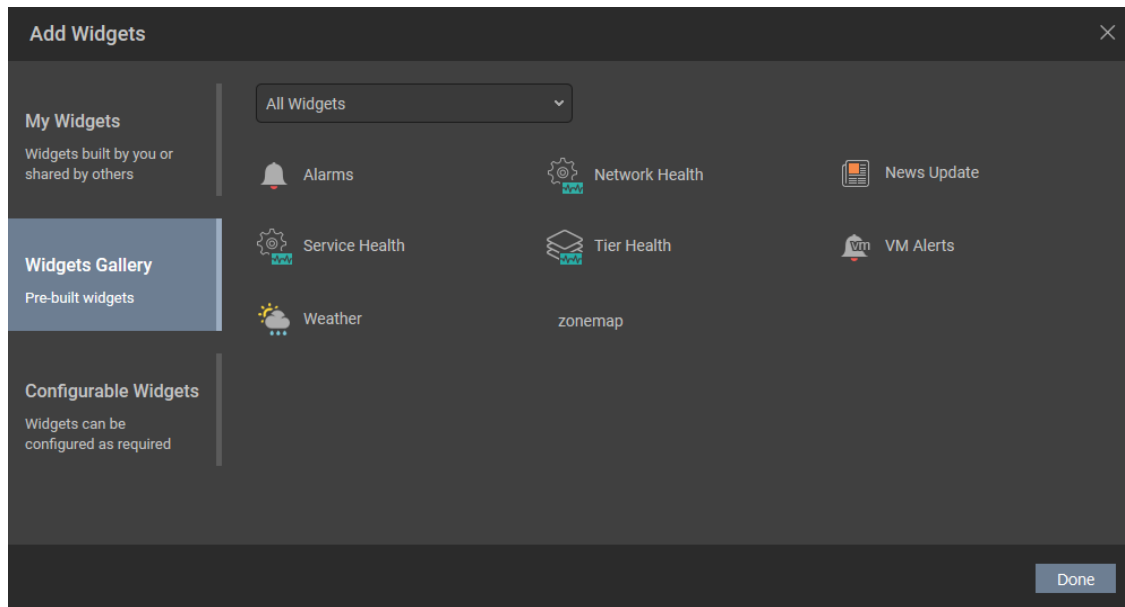 Add Widgets
My Widgets
Widgets built by you or
shared by others
Widgets Gallery
Pre-built widgets
Configurable Widgets
Widgets can be
configured as required
All Widgets
Alarms
Network Health
News Update
Service Health
Tier Health
vm
VM Alerts
Weather
zonemap
Done